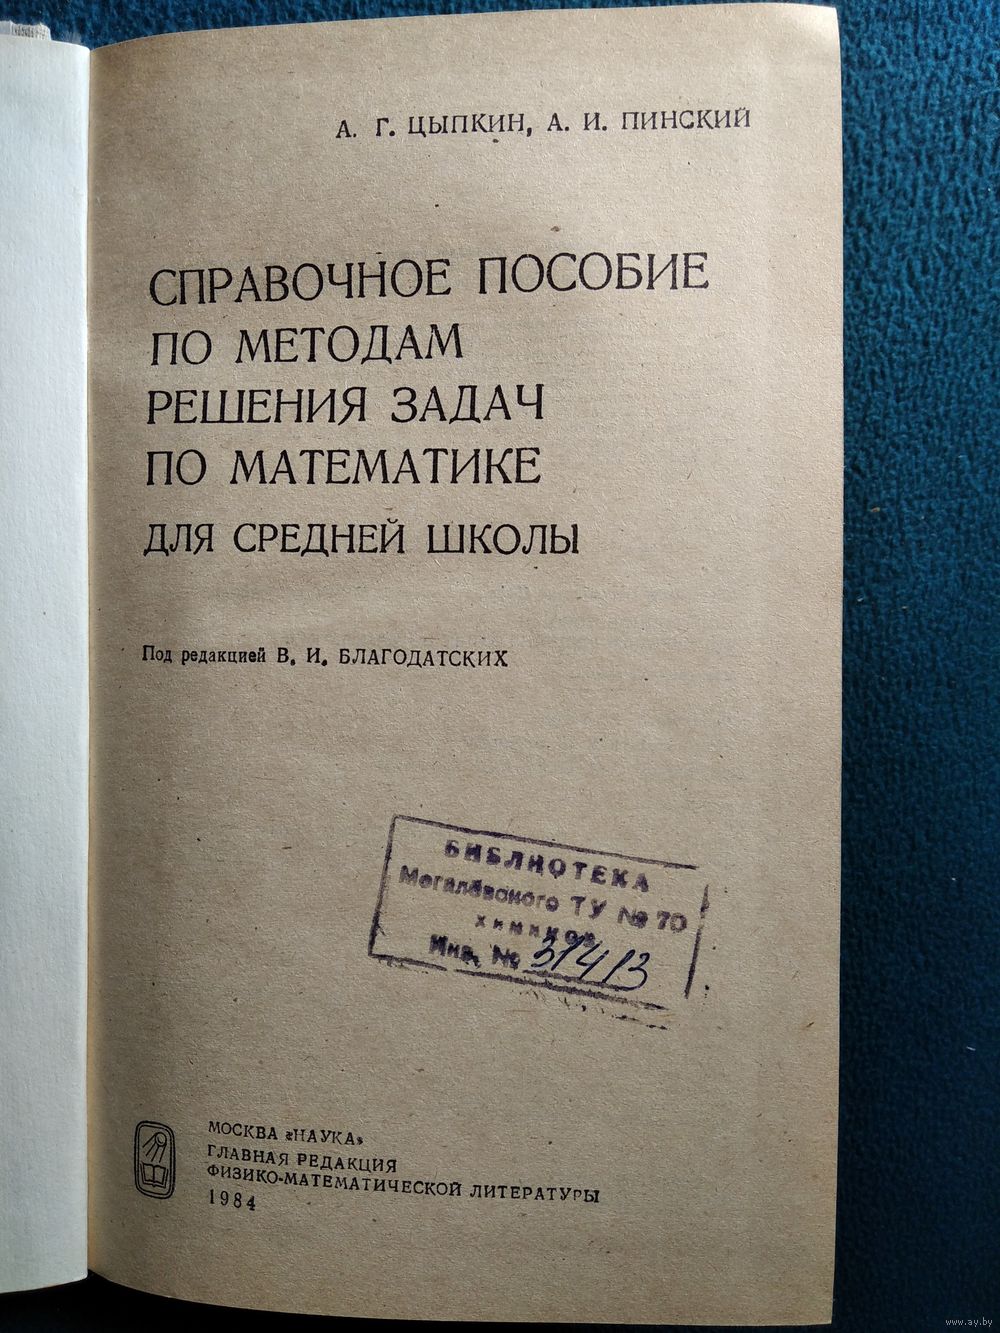 А. Г. ЦЫПКИН, А. И. ПИНСКИЙ
СПРАВОЧНОЕ ПОСОБИЕ
ПО МЕТОДАМ
РЕШЕНИЯ ЗАДАЧ
ПО МАТЕМАТИКЕ
ДЛЯ СРЕДНЕЙ ШКОЛЫ
Под редакцией В. И. БЛАГОДАТСКИХ
БИБЛИОТЕКА
ТУ № 70
химиков
Инв. № 31413
МОСКВА «НАУКА»
ГЛАВНАЯ РЕДАКЦИЯ
ФИЗИКО-МАТЕМАТИЧЕСКОЙ ЛИТЕРАТУРЫ
1984
www.ay.by